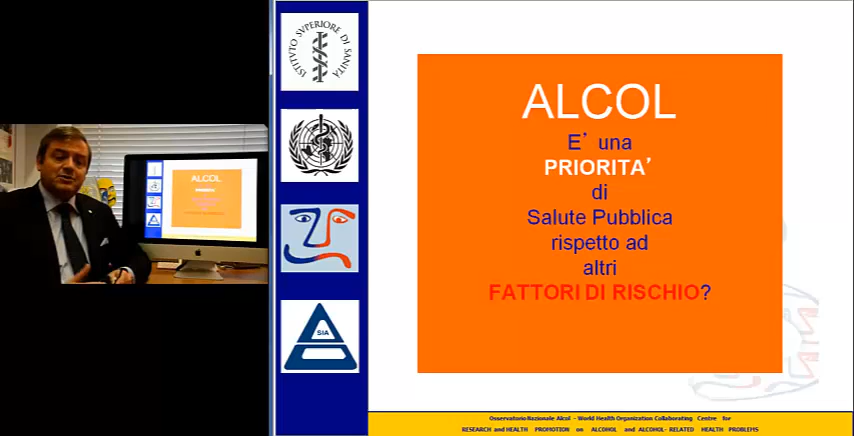 ISTITUTO SUPERIORE DI SANITÀ
SIA
ALCOL
E' una
PRIORITA'
di
Salute Pubblica
rispetto ad
altri
FATTORI DI RISCHIO?
ALCOL
Osservatorio Nazionale Alcol - World Health Organization Collaborating Centre for
RESEARCH and HEALTH PROMOTION on ALCOHOL and ALCOHOL- RELATED HEALTH PROBLEMS